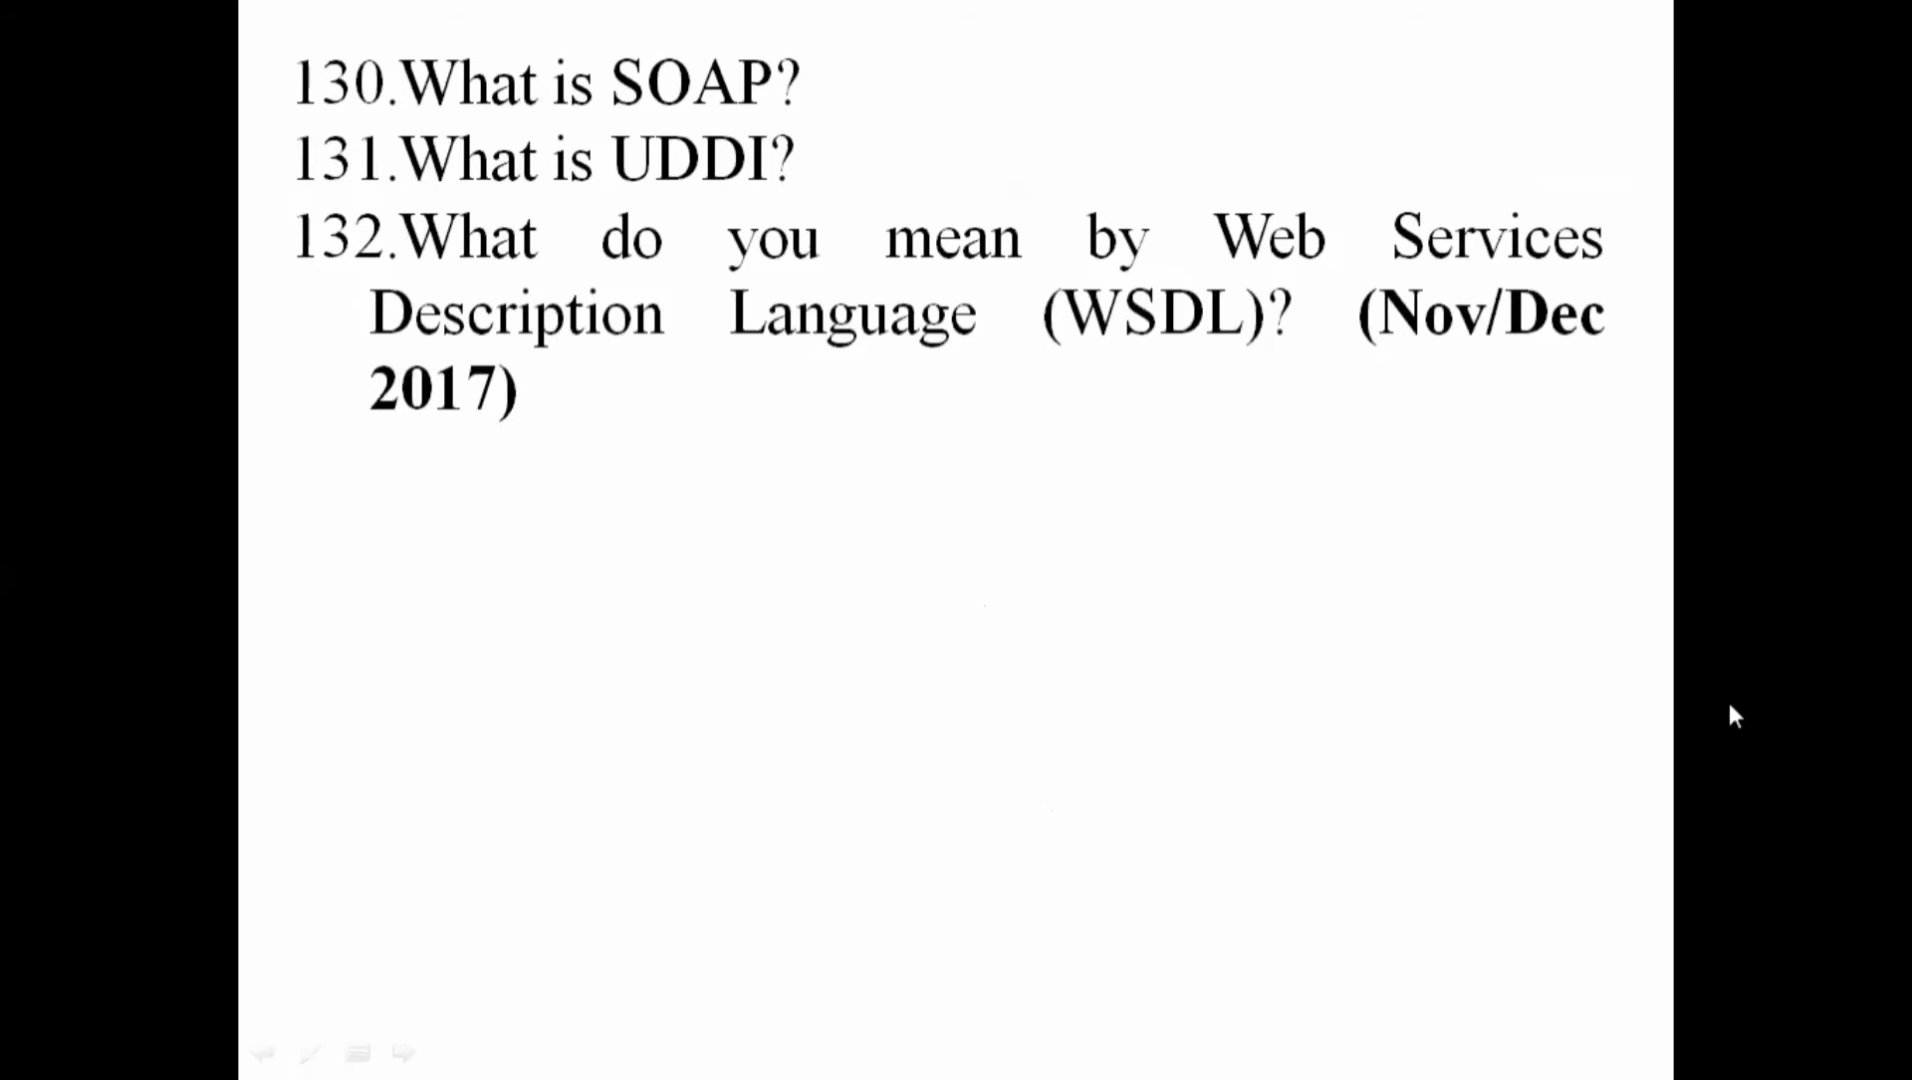 130.What is SOAP?
131.What is UDDI?
132.What do you mean by Web Services
Description Language (WSDL)? (Nov/Dec
2017)